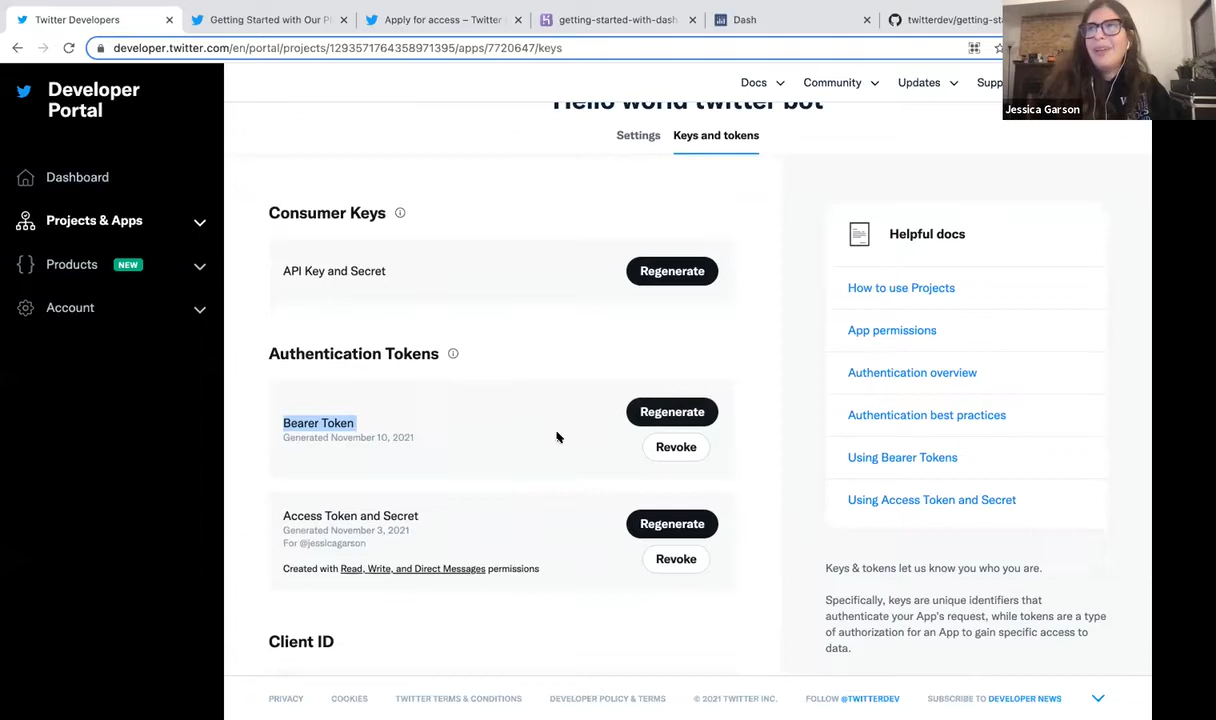 Twitter Developers
Getting Started with Our Pl
Apply for access – Twitter
getting-started-with-dash
Dash
twitterdev/getting-sta
developer.twitter.com/en/portal/projects/1293571764358971395/apps/7720647/keys
Jessica Garson
Developer
Portal
Docs
Community
Updates
Supp
Hello world twitter bot
Settings
Keys and tokens
Dashboard
Projects & Apps
Products
NEW
Account
Consumer Keys
API Key and Secret
Regenerate
Authentication Tokens
Bearer Token
Generated November 10, 2021
Regenerate
Revoke
Access Token and Secret
Generated November 3, 2021
For @jessicagarson
Created with Read, Write, and Direct Messages permissions
Regenerate
Revoke
Client ID
Helpful docs
How to use Projects
App permissions
Authentication overview
Authentication best practices
Using Bearer Tokens
Using Access Token and Secret
Keys & tokens let us know you who you are.
Specifically, keys are unique identifiers that
authenticate your App's request, while tokens are a type
of authorization for an App to gain specific access to
data.
PRIVACY
COOKIES
TWITTER TERMS & CONDITIONS
DEVELOPER POLICY & TERMS
© 2021 TWITTER INC.
FOLLOW @TWITTERDEV
SUBSCRIBE TO DEVELOPER NEWS